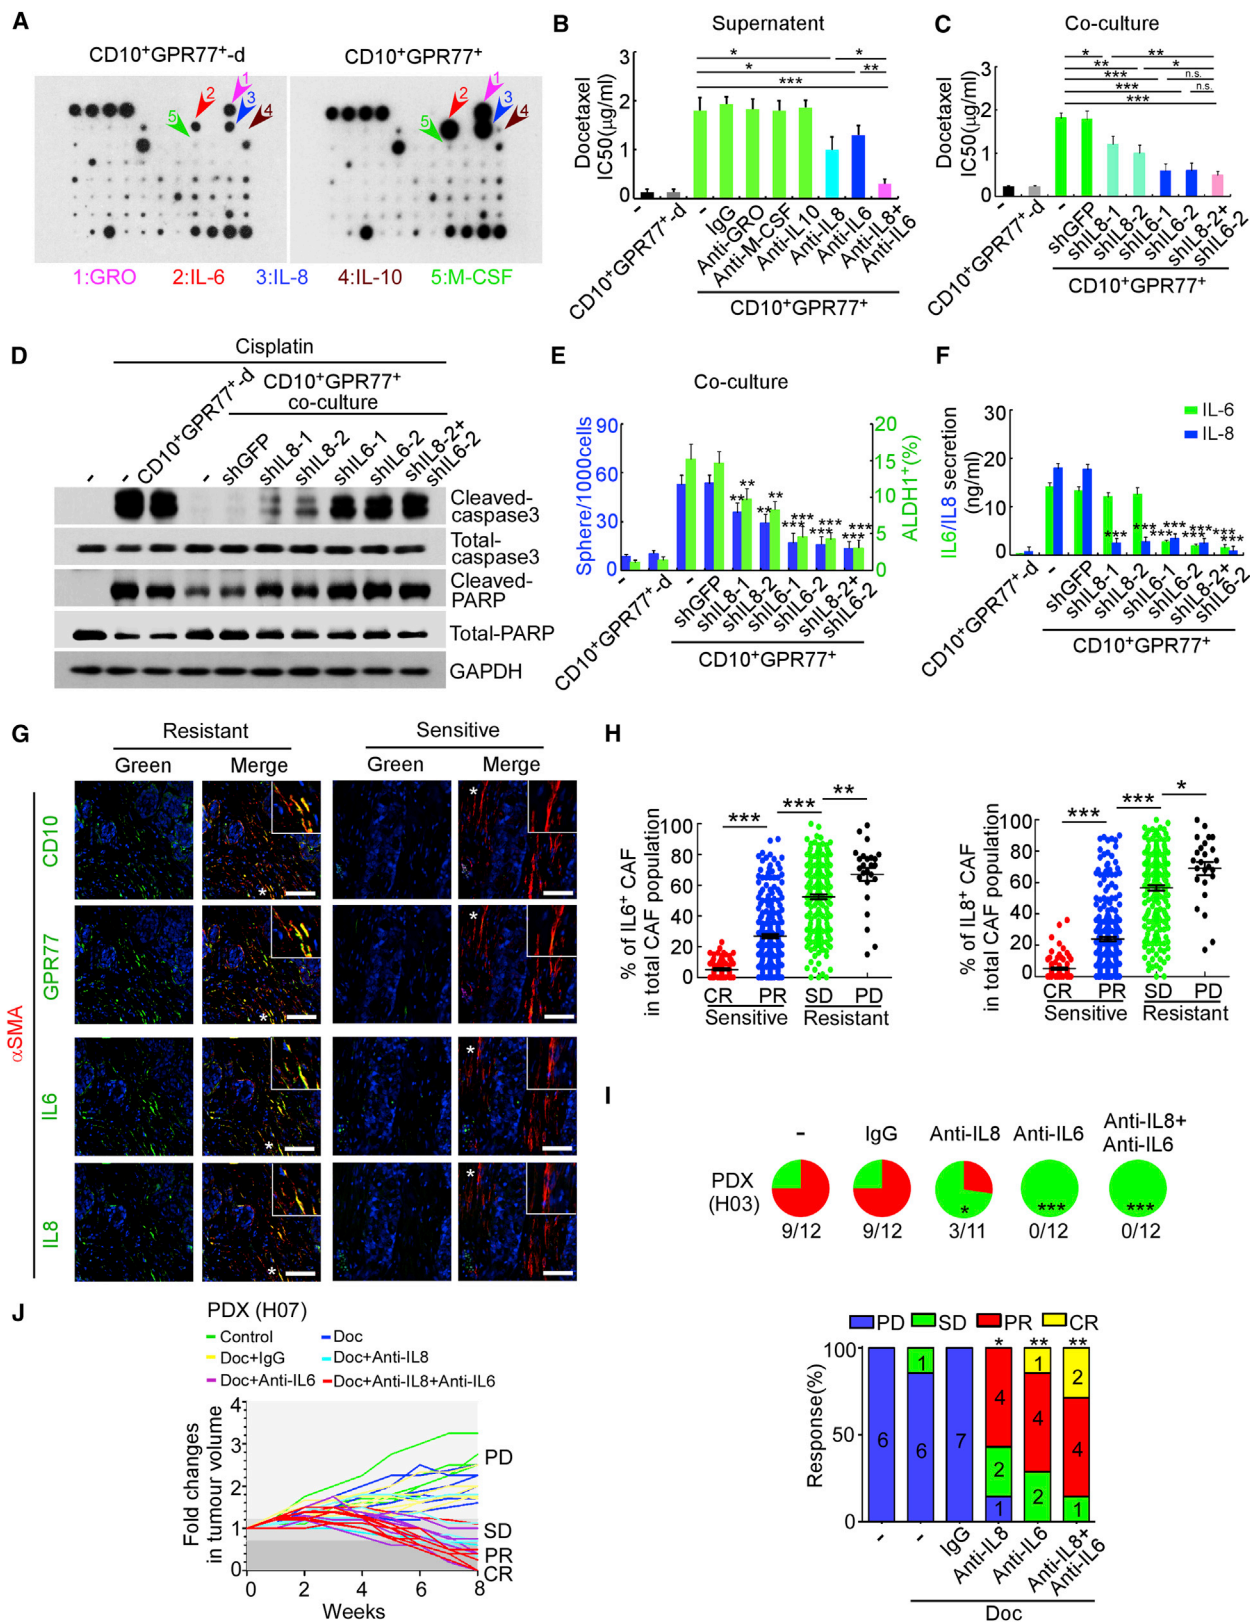 A
CD10+GPR77+-d
CD10+GPR77+
1
2
3
4
5
1
2
3
4
5
1:GRO 2:IL-6 3:IL-8 4:IL-10 5:M-CSF
B
Supernatent
Docetaxel
IC50(μg/ml)
3
2
1
0
* *
* **
***
-
CD10+GPR77+-d
-
IgG
Anti-GRO
Anti-M-CSF
Anti-IL10
Anti-IL8
Anti-IL6
Anti-IL8+
Anti-IL6
CD10+GPR77+
C
Co-culture
Docetaxel
IC50(μg/ml)
3
2
1
0
* **
** *
*** n.s.
*** n.s.
***
-
CD10+GPR77+-d
-
shGFP
shIL8-1
shIL8-2
shIL6-1
shIL6-2
shIL8-2+
shIL6-2
CD10+GPR77+
D
Cisplatin
CD10+GPR77+
co-culture
-
-
CD10+GPR77+-d
-
shGFP
shIL8-1
shIL8-2
shIL6-1
shIL6-2
shIL8-2+
shIL6-2
Cleaved-
caspase3
Total-
caspase3
Cleaved-
PARP
Total-PARP
GAPDH
E
Co-culture
Sphere/1000cells
90
60
30
0
ALDH1+(%)
20
15
10
5
0
** ** ** ** *** *** *** *** *** ***
-
CD10+GPR77+-d
-
shGFP
shIL8-1
shIL8-2
shIL6-1
shIL6-2
shIL8-2+
shIL6-2
CD10+GPR77+
F
IL6/IL8 secretion
(ng/ml)
30
20
10
0
IL-6
IL-8
*** *** *** *** *** *** *** ***
-
CD10+GPR77+-d
-
shGFP
shIL8-1
shIL8-2
shIL6-1
shIL6-2
shIL8-2+
shIL6-2
CD10+GPR77+
G
Resistant Sensitive
Green Merge Green Merge
αSMA
CD10
* *
GPR77
* *
IL6
* *
IL8
* *
H
% of IL6+ CAF
in total CAF population
100
80
60
40
20
0
*** *** **
CR PR SD PD
Sensitive Resistant
% of IL8+ CAF
in total CAF population
100
80
60
40
20
0
*** *** *
CR PR SD PD
Sensitive Resistant
I
- IgG Anti-IL8 Anti-IL6 Anti-IL8+
Anti-IL6
PDX
(H03)
* *** ***
9/12 9/12 3/11 0/12 0/12
J
PDX (H07)
Control Doc
Doc+IgG Doc+Anti-IL8
Doc+Anti-IL6 Doc+Anti-IL8+Anti-IL6
Fold changes
in tumour volume
4
3
2
1
0
PD
SD
PR
CR
0 2 4 6 8
Weeks
PD SD PR CR
Response(%)
100
50
0
* ** **
6
1
6
7
4
2
1
1
4
2
2
4
1
-
-
IgG
Anti-IL8
Anti-IL6
Anti-IL8+
Anti-IL6
Doc